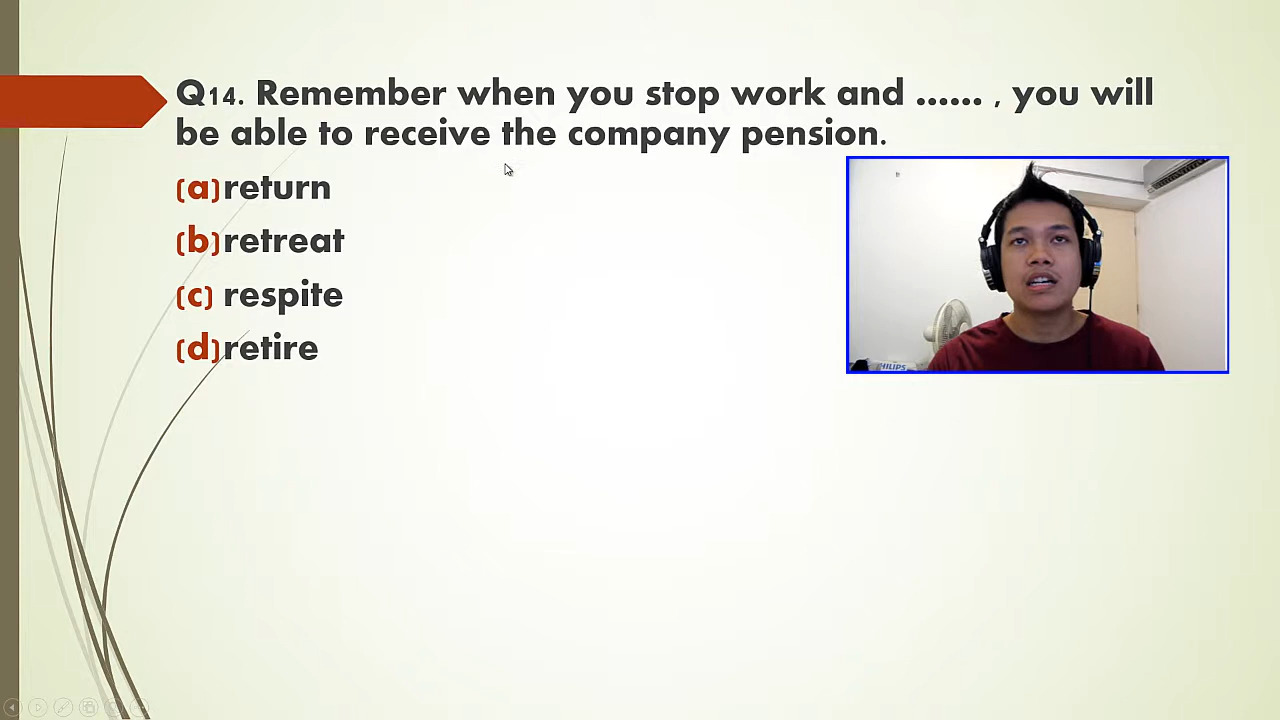 Q14. Remember when you stop work and ...... , you will
be able to receive the company pension.
(a)return
(b)retreat
(c) respite
(d)retire
PHILIPS